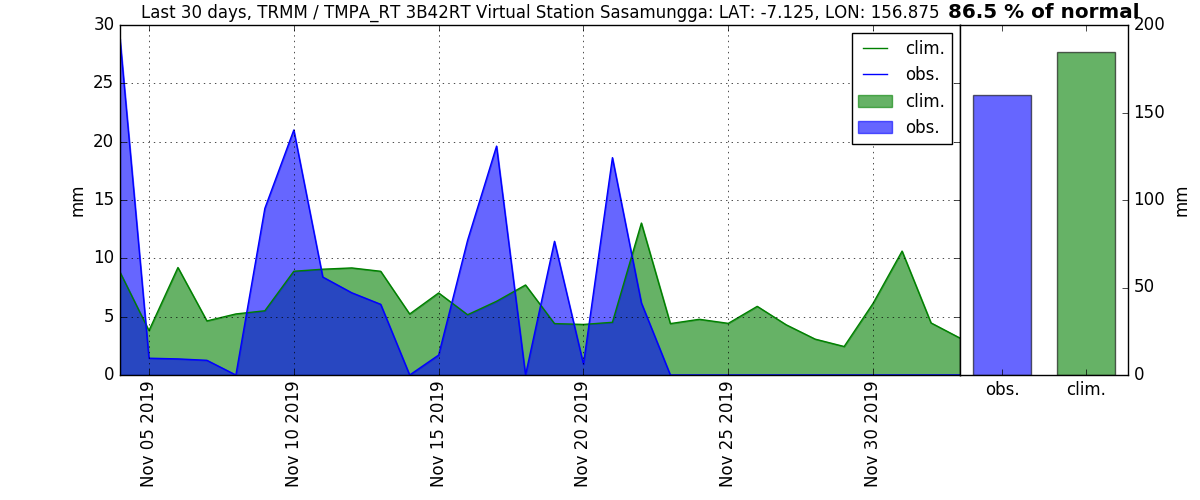 Last 30 days, TRMM / TMPA_RT 3B42RT Virtual Station Sasamungga: LAT: -7.125, LON: 156.875
86.5 % of normal
30
25
20
15
10
5
0
mm
Nov 05 2019
Nov 10 2019
Nov 15 2019
Nov 20 2019
Nov 25 2019
Nov 30 2019
clim.
obs.
clim.
obs.
200
150
100
50
0
mm
obs.
clim.